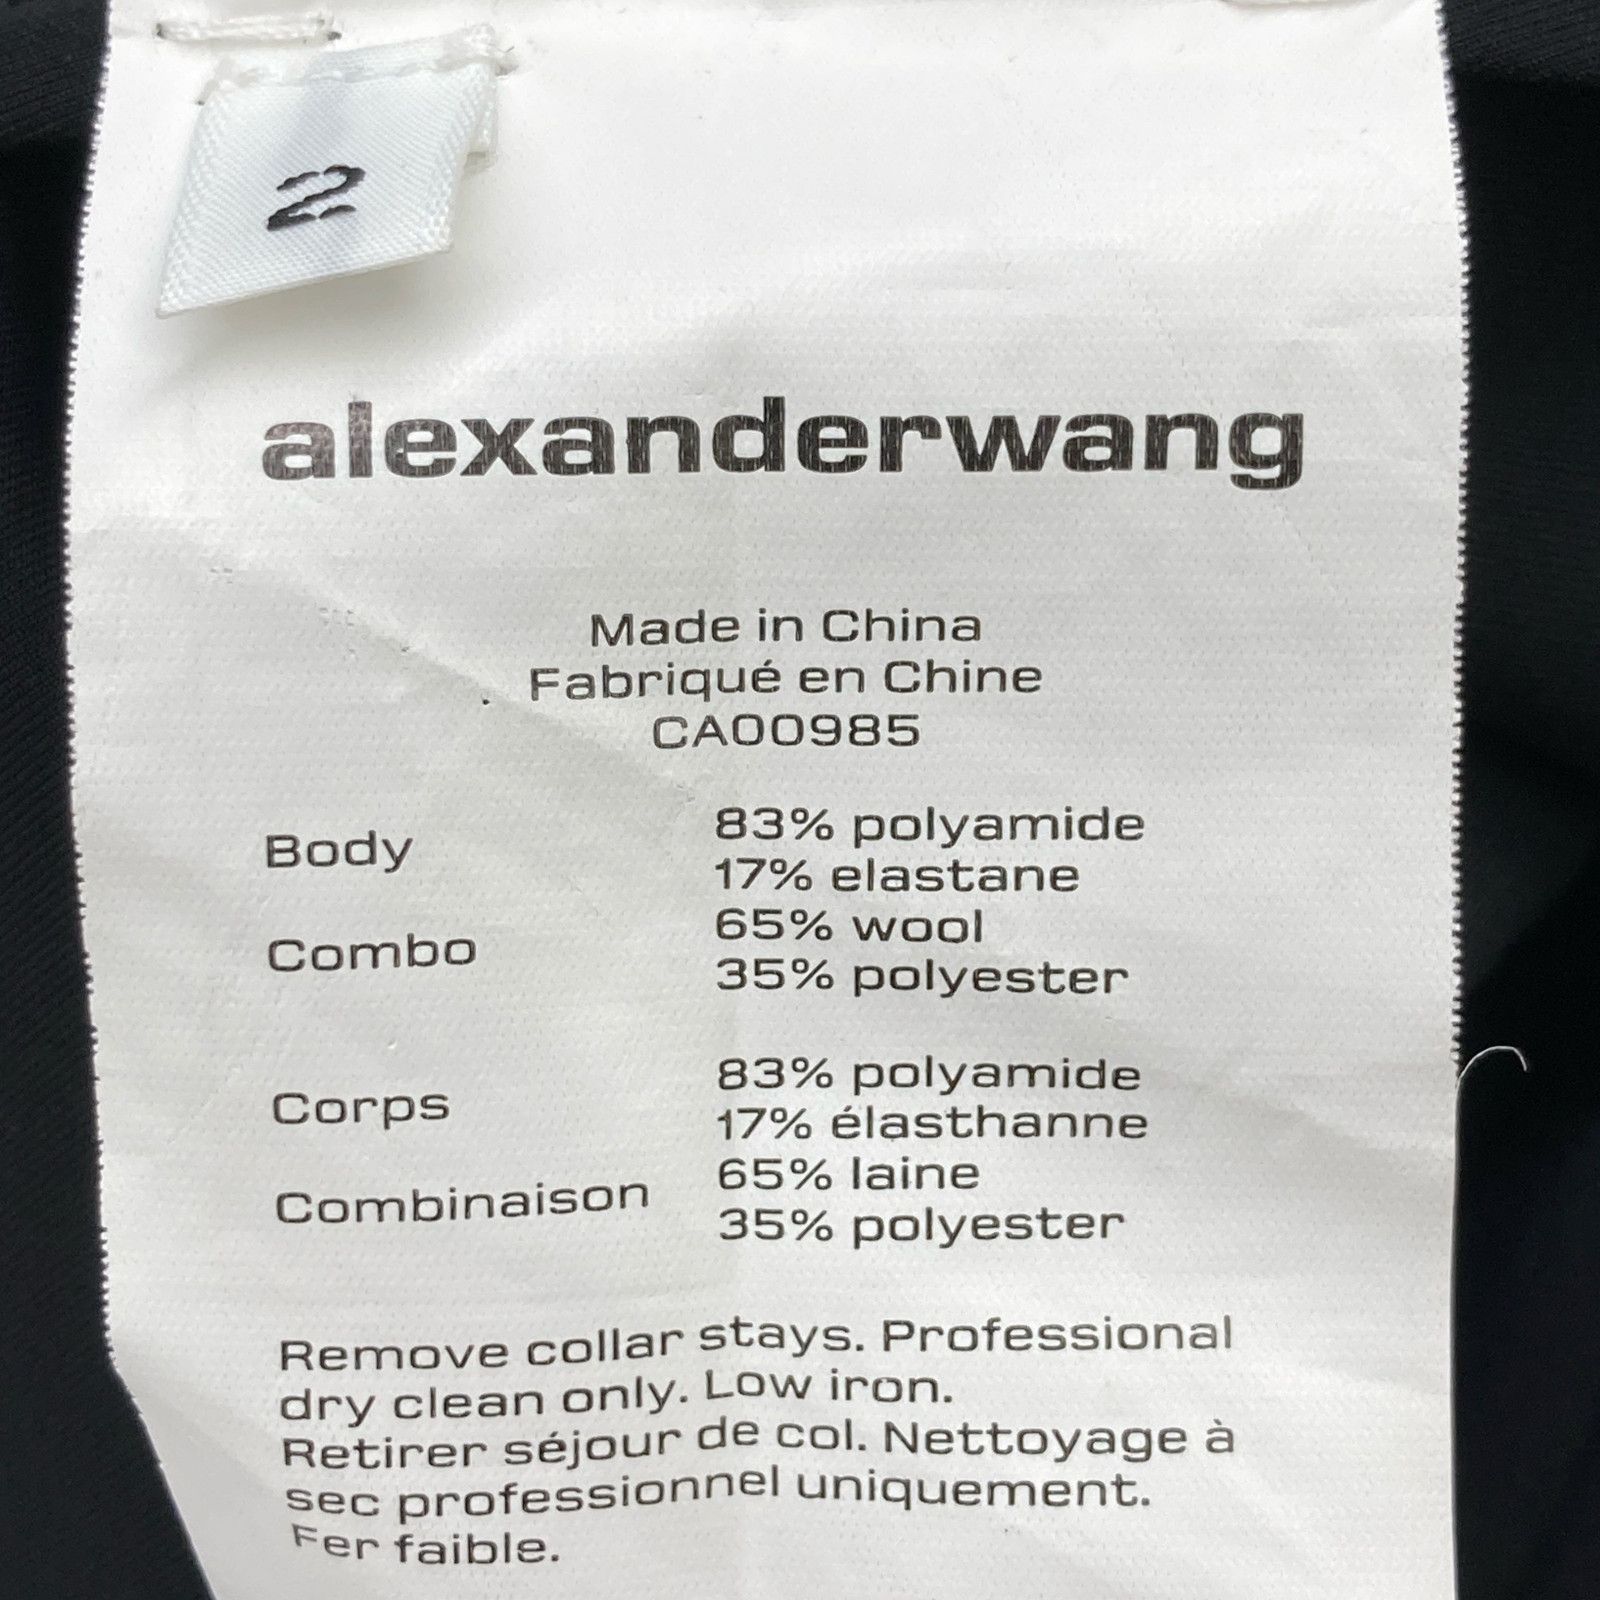 2
alexanderwang
Made in China
Fabriqué en Chine
CA00985
Body 83% polyamide
17% elastane
Combo 65% wool
35% polyester
Corps 83% polyamide
17% élasthanne
Combinaison 65% laine
35% polyester
Remove collar stays. Professional
dry clean only. Low iron.
Retirer séjour de col. Nettoyage à
sec professionnel uniquement.
Fer faible.